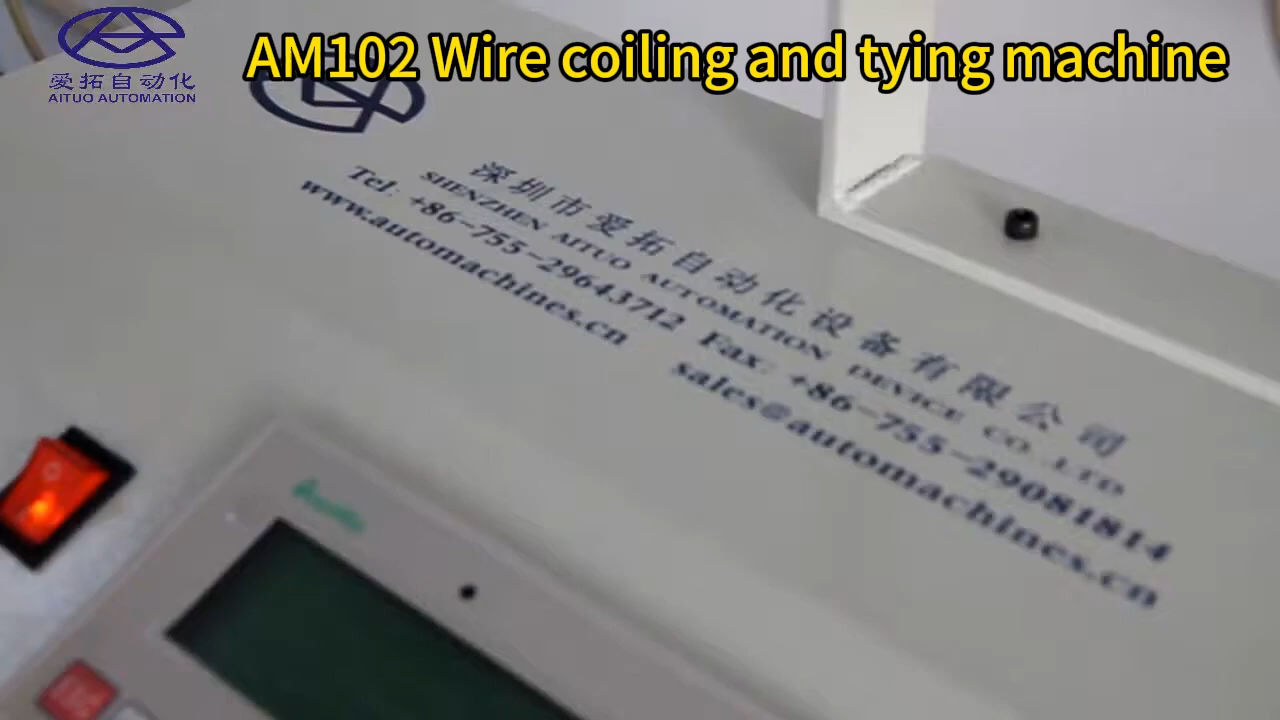 AM102 Wire coiling and tying machine
愛拓自动化
AITUO AUTOMATION
深圳市爱拓自动化设备有限公司
SHENZHEN AITUO AUTOMATION DEVICE CO.,LTD
Tel: +86-755-29643712 Fax: +86-755-29081814
www.automachines.cn sales@automachines.cn